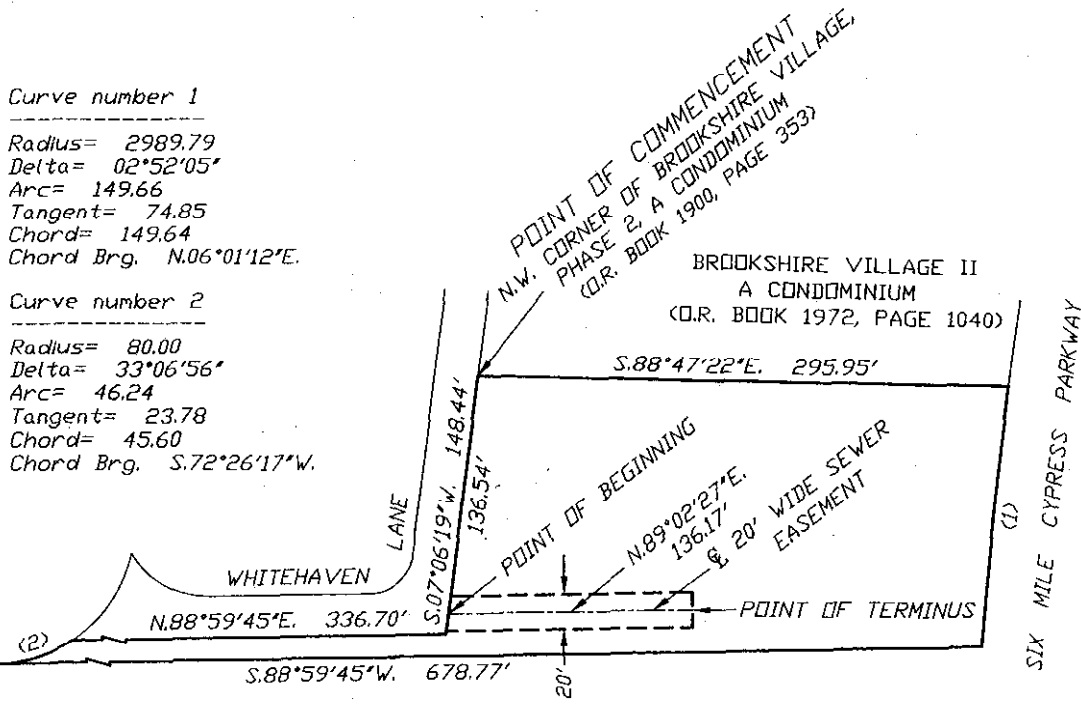 Curve number 1
Radius= 2989.79
Delta= 02°52'05"
Arc= 149.66
Tangent= 74.85
Chord= 149.64
Chord Brg. N.06°01'12"E.
Curve number 2
Radius= 80.00
Delta= 33°06'56"
Arc= 46.24
Tangent= 23.78
Chord= 45.60
Chord Brg. S.72°26'17"W.
POINT OF COMMENCEMENT
N.W. CORNER OF BROOKSHIRE VILLAGE,
PHASE 2, A CONDOMINIUM
(O.R. BOOK 1900, PAGE 353)
BROOKSHIRE VILLAGE II
A CONDOMINIUM
(O.R. BOOK 1972, PAGE 1040)
S.88°47'22"E. 295.95'
S.07°06'19"W. 148.44'
136.54'
POINT OF BEGINNING
N.89°02'27"E.
136.17'
℄ 20' WIDE SEWER
EASEMENT
POINT OF TERMINUS
(1)
SIX MILE CYPRESS PARKWAY
LANE
WHITEHAVEN
N.88°59'45"E. 336.70'
(2)
S.88°59'45"W. 678.77'
20'